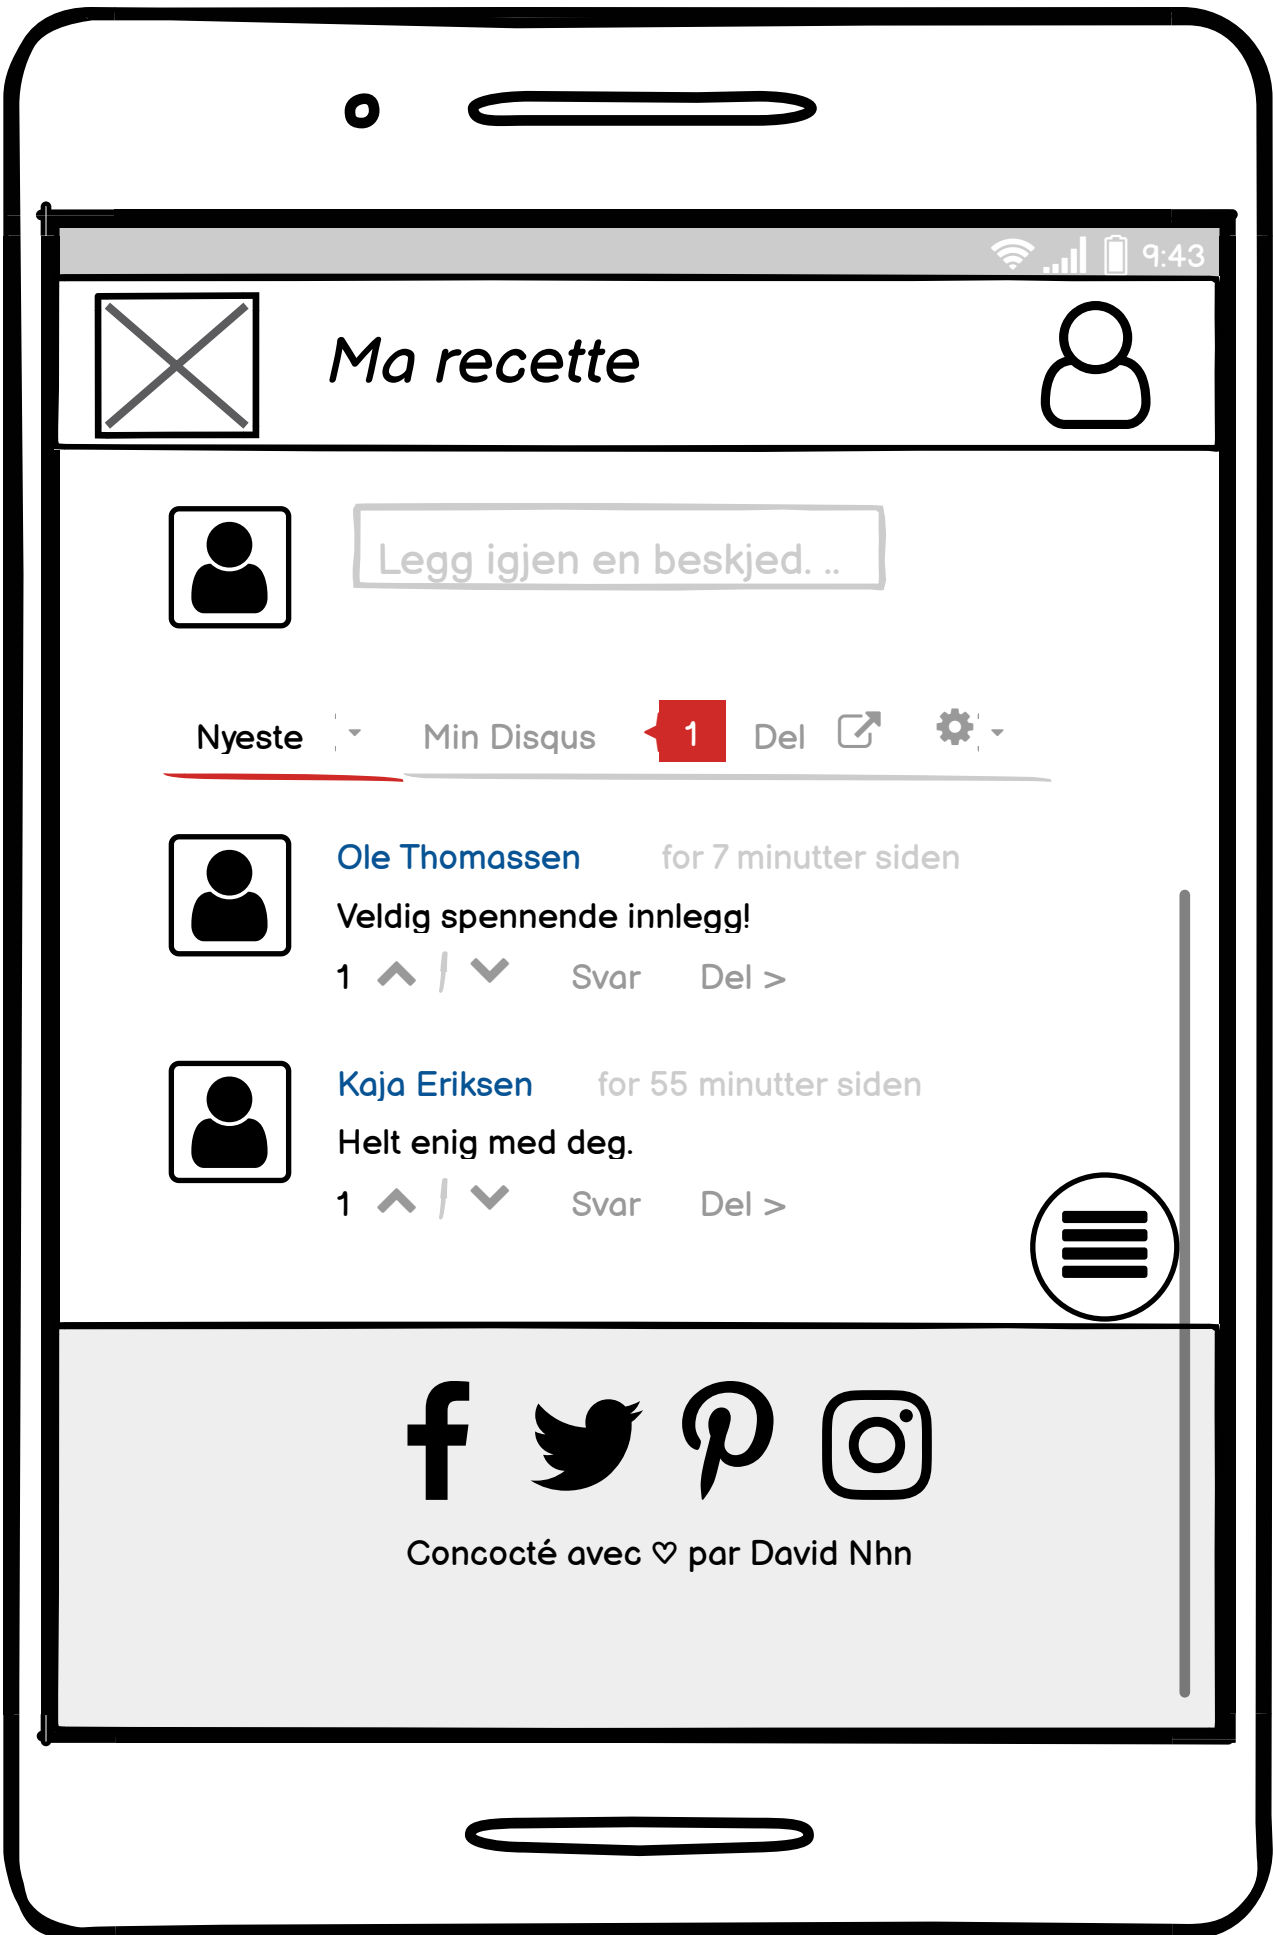 9:43
Ma recette
Legg igjen en beskjed. ..
Nyeste Min Disqus 1 Del
Ole Thomassen for 7 minutter siden
Veldig spennende innlegg!
1 Svar Del >
Kaja Eriksen for 55 minutter siden
Helt enig med deg.
1 Svar Del >
Concocté avec ♡ par David Nhn